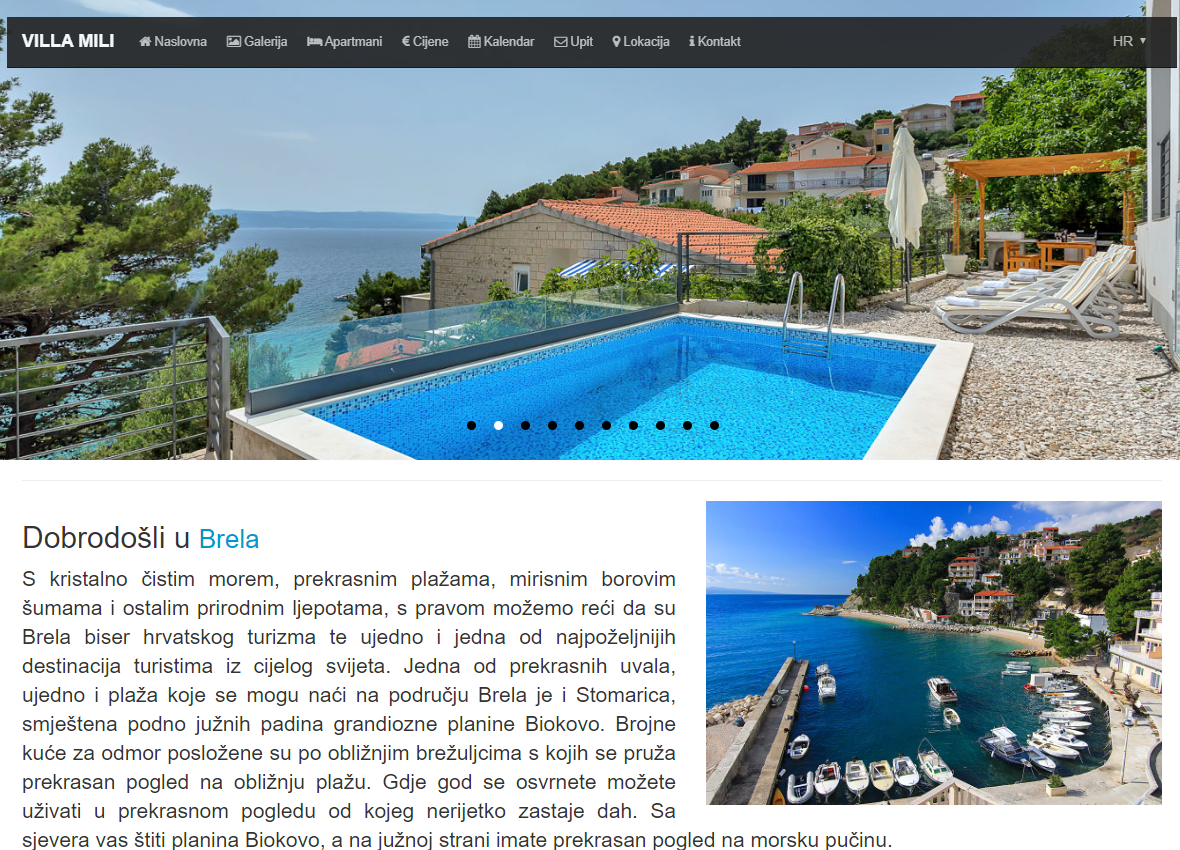 VILLA MILI Naslovna Galerija Apartmani € Cijene Kalendar Upit Lokacija Kontakt HR
Dobrodošli u Brela
S kristalno čistim morem, prekrasnim plažama, mirisnim borovim
šumama i ostalim prirodnim ljepotama, s pravom možemo reći da su
Brela biser hrvatskog turizma te ujedno i jedna od najpoželjnijih
destinacija turistima iz cijelog svijeta. Jedna od prekrasnih uvala,
ujedno i plaža koje se mogu naći na području Brela je i Stomarica,
smještena podno južnih padina grandiozne planine Biokovo. Brojne
kuće za odmor posložene su po obližnjim brežuljcima s kojih se pruža
prekrasan pogled na obližnju plažu. Gdje god se osvrnete možete
uživati u prekrasnom pogledu od kojeg nerijetko zastaje dah. Sa
sjevera vas štiti planina Biokovo, a na južnoj strani imate prekrasan pogled na morsku pučinu.